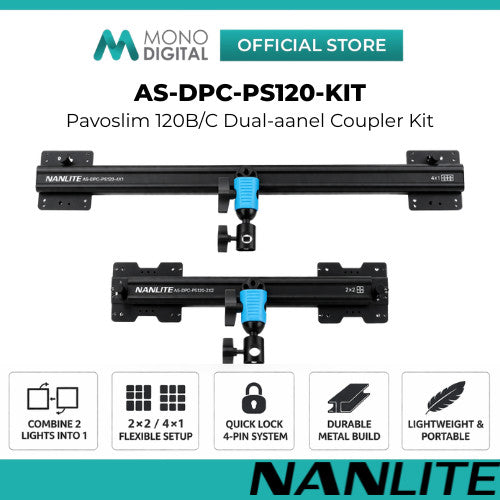 MONO
DIGITAL
OFFICIAL STORE
AS-DPC-PS120-KIT
Pavoslim 120B/C Dual-aanel Coupler Kit
NANLITE AS-DPC-PS120-4X1
4×1
NANLITE AS-DPC-PS120-2X2
2×2
COMBINE 2
LIGHTS INTO 1
2×2 / 4×1
FLEXIBLE SETUP
QUICK LOCK
4-PIN SYSTEM
DURABLE
METAL BUILD
LIGHTWEIGHT &
PORTABLE
NANLITE